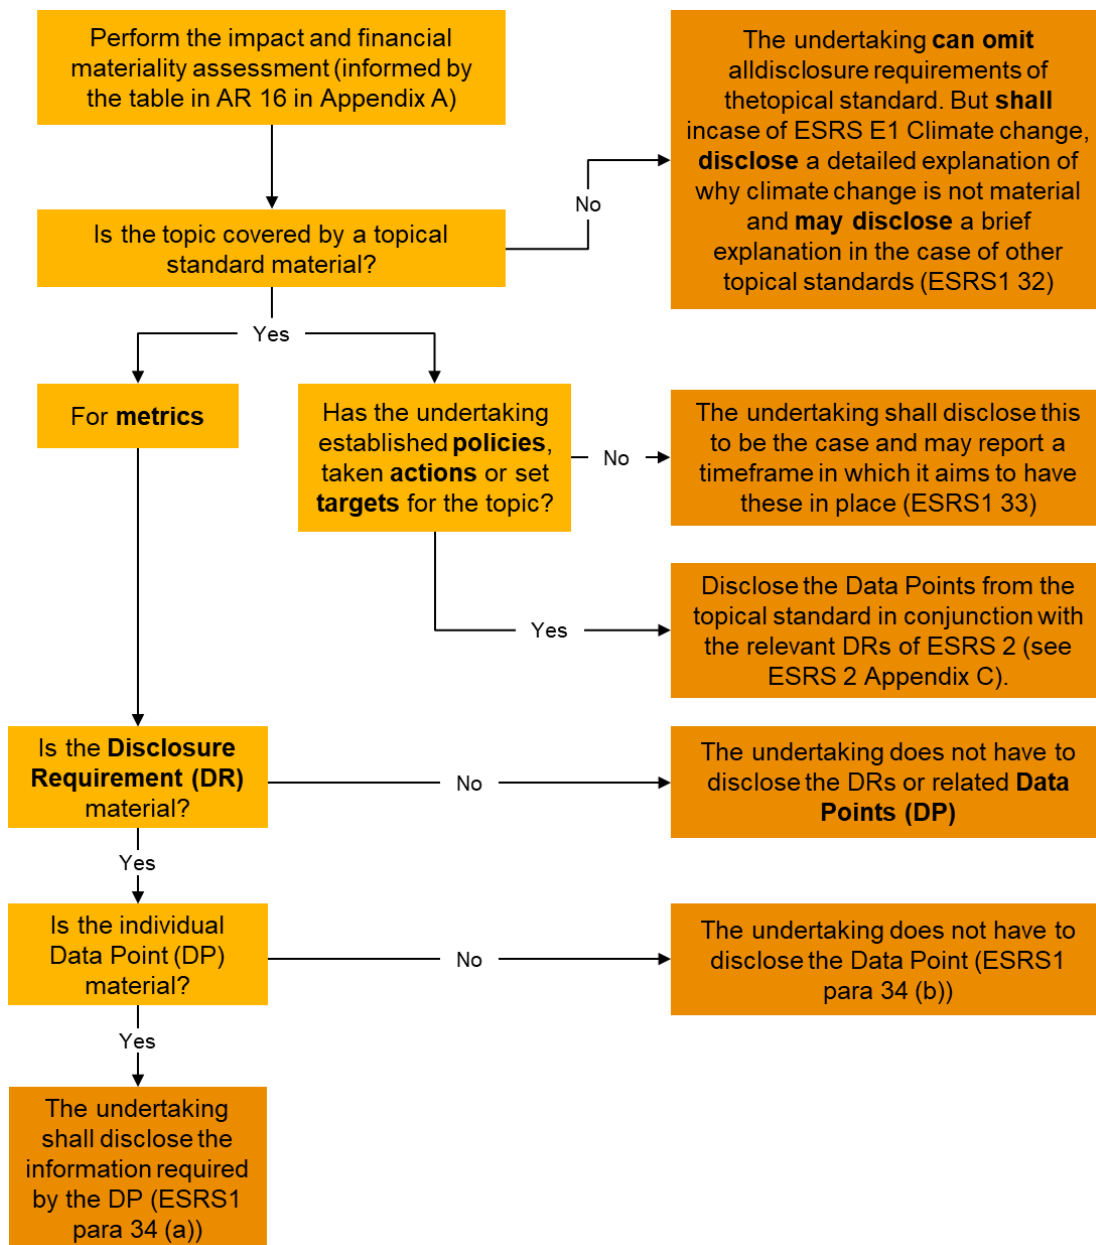 Perform the impact and financial
materiality assessment (informed by
the table in AR 16 in Appendix A)
The undertaking can omit
alldisclosure requirements of
thetopical standard. But shall
incase of ESRS E1 Climate change,
disclose a detailed explanation of
why climate change is not material
and may disclose a brief
explanation in the case of other
topical standards (ESRS1 32)
No
Is the topic covered by a topical
standard material?
Yes
For metrics
Has the undertaking
established policies,
taken actions or set
targets for the topic?
No
The undertaking shall disclose this
to be the case and may report a
timeframe in which it aims to have
these in place (ESRS1 33)
Yes
Disclose the Data Points from the
topical standard in conjunction with
the relevant DRs of ESRS 2 (see
ESRS 2 Appendix C).
Is the Disclosure
Requirement (DR)
material?
No
The undertaking does not have to
disclose the DRs or related Data
Points (DP)
Yes
Is the individual
Data Point (DP)
material?
No
The undertaking does not have to
disclose the Data Point (ESRS1
para 34 (b))
Yes
The undertaking
shall disclose the
information required
by the DP (ESRS1
para 34 (a))